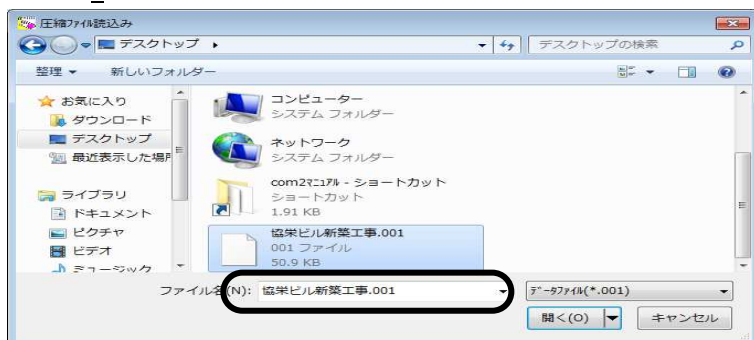 圧縮ﾌｧｲﾙ読込み
デスクトップ
デスクトップの検索
整理 新しいフォルダー
お気に入り
ダウンロード
デスクトップ
最近表示した場所
ライブラリ
ドキュメント
ピクチャ
ビデオ
ミュージック
コンピューター
システム フォルダー
ネットワーク
システム フォルダー
com2ﾏﾆｭｱﾙ - ショートカット
ショートカット
1.91 KB
協栄ビル新築工事.001
001 ファイル
50.9 KB
ファイル名(N): 協栄ビル新築工事.001
ﾃﾞｰﾀﾌｧｲﾙ(*.001)
開く(O) キャンセル